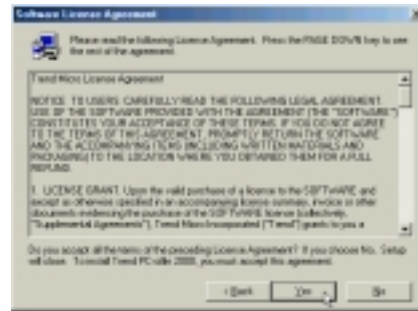 Software License Agreement
Please read the following License Agreement. Press the PAGE DOWN key to see
the rest of the agreement.
Trend Micro License Agreement
NOTICE TO USERS: CAREFULLY READ THE FOLLOWING LEGAL AGREEMENT.
USE OF THE SOFTWARE PROVIDED WITH THE AGREEMENT (THE "SOFTWARE")
CONSTITUTES YOUR ACCEPTANCE OF THESE TERMS. IF YOU DO NOT AGREE
TO THE TERMS OF THIS AGREEMENT, PROMPTLY RETURN THE SOFTWARE
AND THE ACCOMPANYING ITEMS (INCLUDING WRITTEN MATERIALS AND
PACKAGING) TO THE LOCATION WHERE YOU OBTAINED THEM FOR A FULL
REFUND.
1. LICENSE GRANT. Upon the valid purchase of a license to the SOFTWARE and
except as otherwise specified in an accompanying license summary, invoice or other
documents evidencing the purchase of the SOFTWARE license (collectively,
"Supplemental Agreements"), Trend Micro Incorporated ("Trend") grants to you a
Do you accept all the terms of the preceding License Agreement? If you choose No, Setup
will close. To install Trend PC-cillin 2000, you must accept this agreement.
< Back
Yes
No